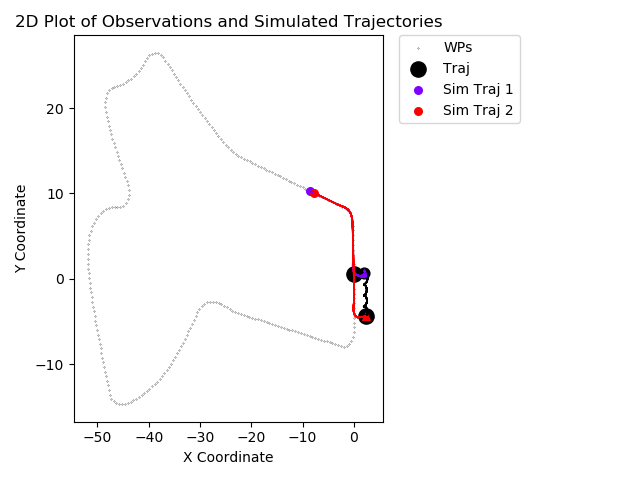 2D Plot of Observations and Simulated Trajectories
WPs
Traj
Sim Traj 1
Sim Traj 2
Y Coordinate
20
10
0
−10
−50
−40
−30
−20
−10
0
X Coordinate